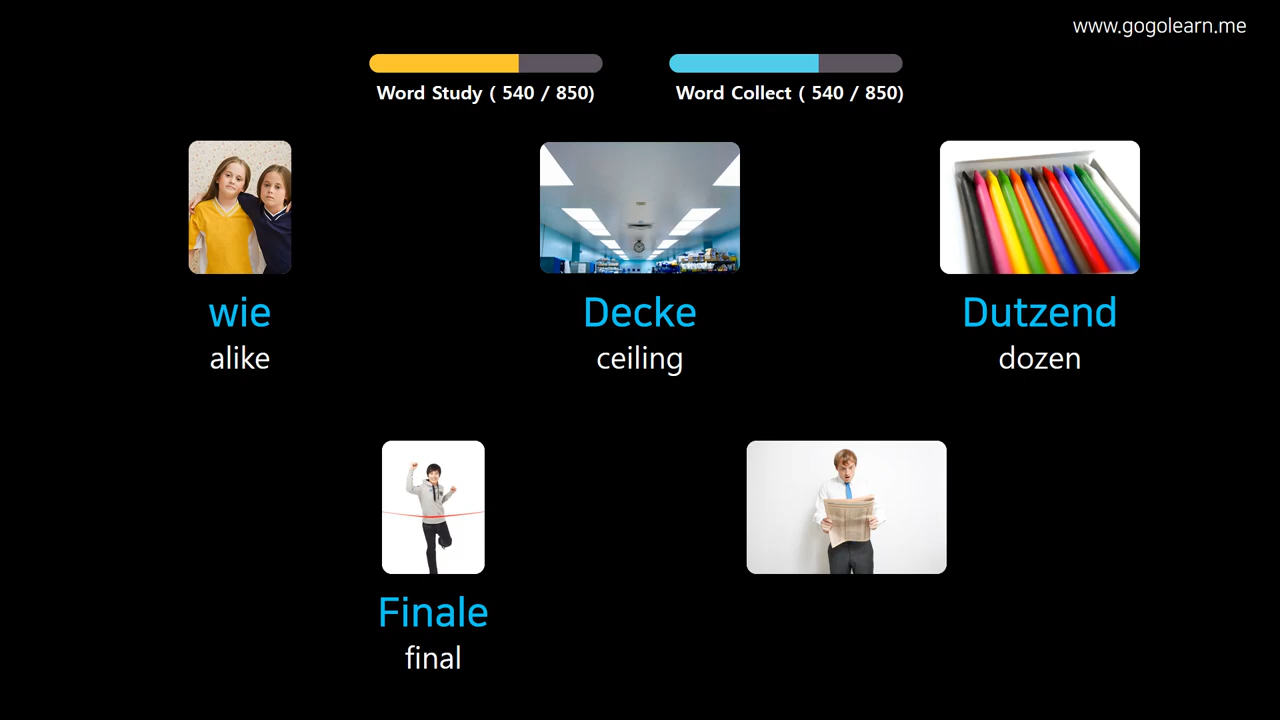 www.gogolearn.me
Word Study ( 540 / 850)
Word Collect ( 540 / 850)
wie
alike
Decke
ceiling
Dutzend
dozen
Finale
final